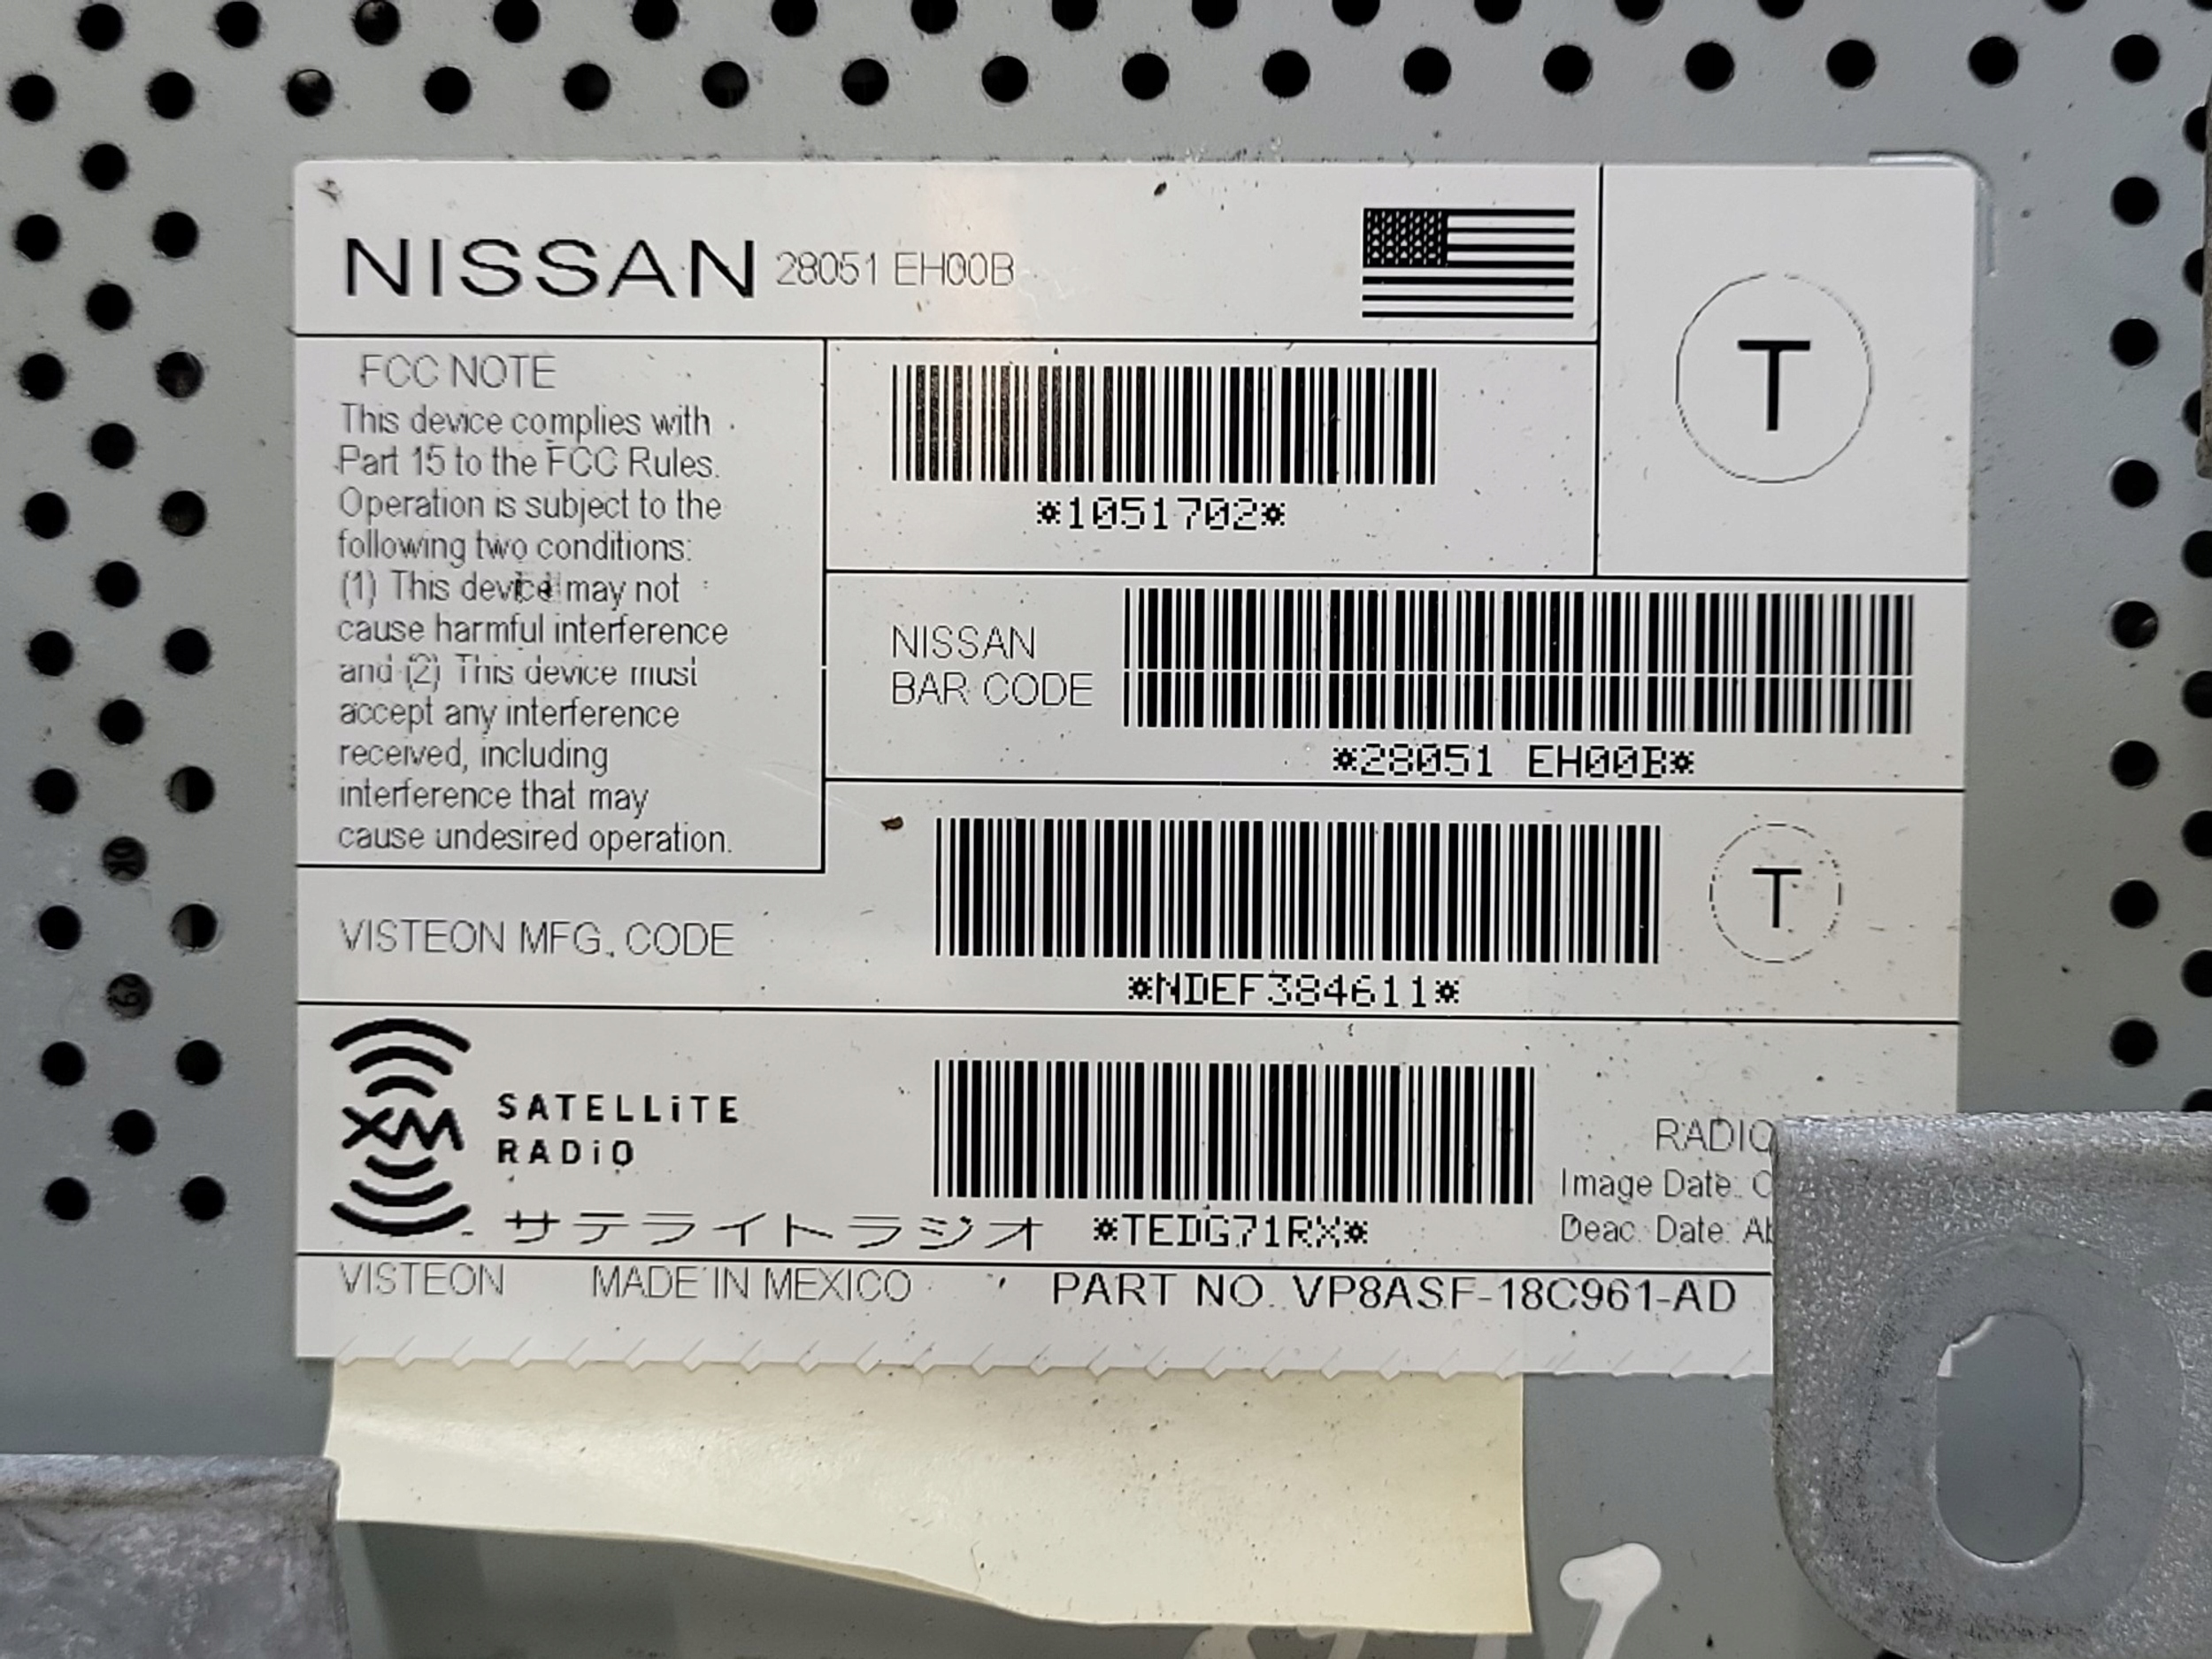 NISSAN 28051 EH00B
T
FCC NOTE
This device complies with
Part 15 to the FCC Rules.
Operation is subject to the
following two conditions:
(1) This device may not
cause harmful interference
and (2) This device must
accept any interference
received, including
interference that may
cause undesired operation.
*1051702*
NISSAN
BAR CODE
*28051 EH00B*
VISTEON MFG. CODE
*NDEF384611*
T
XM SATELLiTE
RADiO
サテライトラジオ
*TEDG71RX*
Image Date:
Deac. Date:
VISTEON MADE IN MEXICO PART NO. VP8ASF-18C961-AD